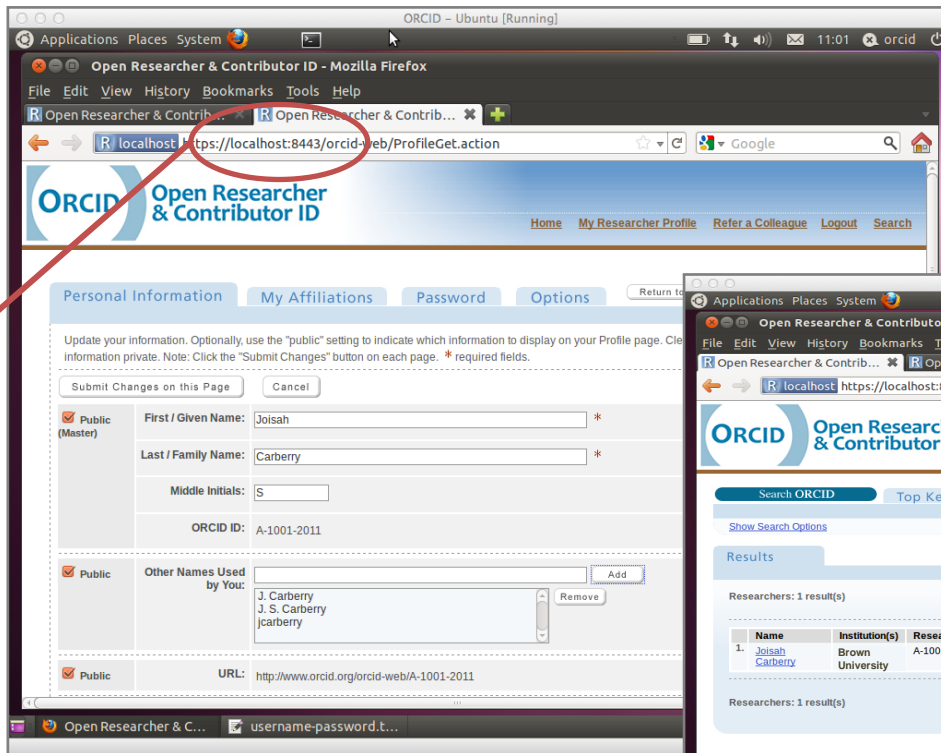 ORCID – Ubuntu [Running]
Applications Places System 11:01 orcid
Open Researcher & Contributor ID - Mozilla Firefox
File Edit View History Bookmarks Tools Help
Open Researcher & Contrib... Open Researcher & Contrib...
localhost https://localhost:8443/orcid-web/ProfileGet.action Google
ORCID Open Researcher
& Contributor ID
Home My Researcher Profile Refer a Colleague Logout Search
Personal Information My Affiliations Password Options Return to
Update your information. Optionally, use the "public" setting to indicate which information to display on your Profile page. Cle
information private. Note: Click the "Submit Changes" button on each page. * required fields.
Submit Changes on this Page Cancel
Public First / Given Name: Joisah *
(Master)
Last / Family Name: Carberry *
Middle Initials: S
ORCID ID: A-1001-2011
Public Other Names Used Add
by You:
J. Carberry Remove
J. S. Carberry
jcarberry
Public URL: http://www.orcid.org/orcid-web/A-1001-2011
Open Researcher & C... username-password.t...
Applications Places System
Open Researcher & Contributo
File Edit View History Bookmarks T
Open Researcher & Contrib... Op
localhost https://localhost:8
ORCID Open Researc
& Contributor
Search ORCID Top Ke
Show Search Options
Results
Researchers: 1 result(s)
Name Institution(s) Resea
1. Joisah Brown A-100
Carberry University
Researchers: 1 result(s)